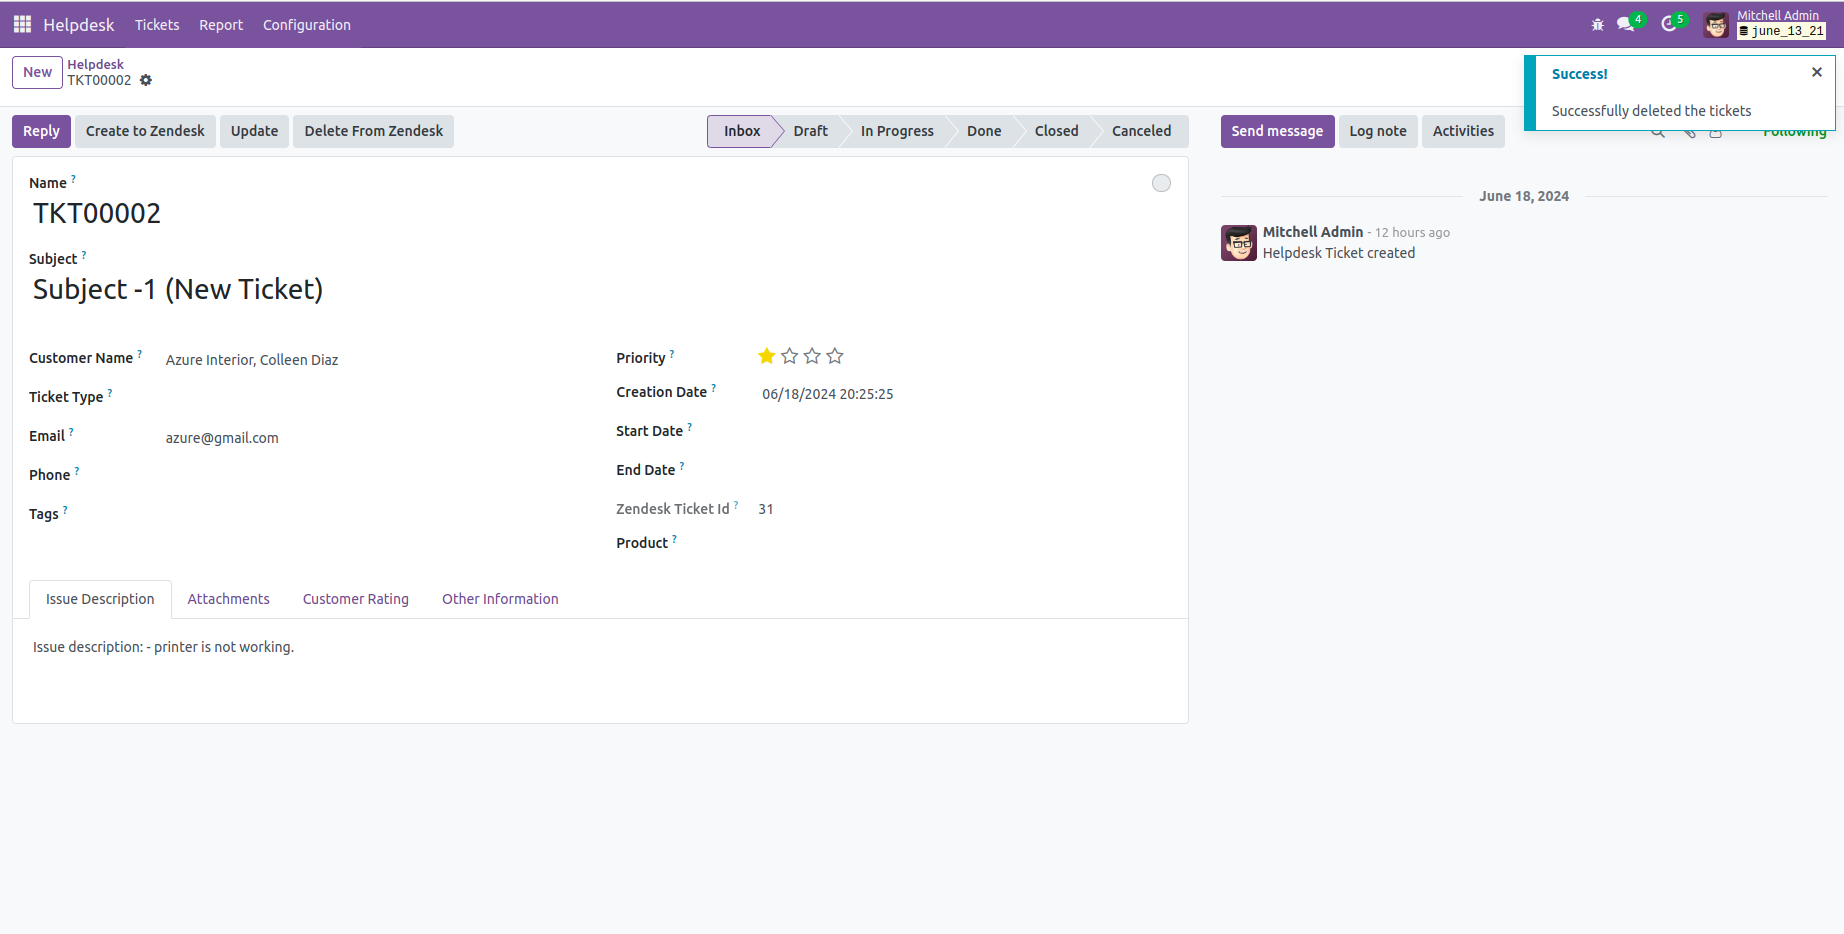 Helpdesk Tickets Report Configuration 4 5 Mitchell Admin
june_13_21
New Helpdesk
TKT00002
Success!
Successfully deleted the tickets
Reply Create to Zendesk Update Delete From Zendesk Inbox Draft In Progress Done Closed Canceled Send message Log note Activities Following
Name ?
TKT00002
Subject ?
Subject -1 (New Ticket)
Customer Name ? Azure Interior, Colleen Diaz
Ticket Type ?
Email ? azure@gmail.com
Phone ?
Tags ?
Priority ?
Creation Date ? 06/18/2024 20:25:25
Start Date ?
End Date ?
Zendesk Ticket Id ? 31
Product ?
Issue Description Attachments Customer Rating Other Information
Issue description: - printer is not working.
June 18, 2024
Mitchell Admin - 12 hours ago
Helpdesk Ticket created